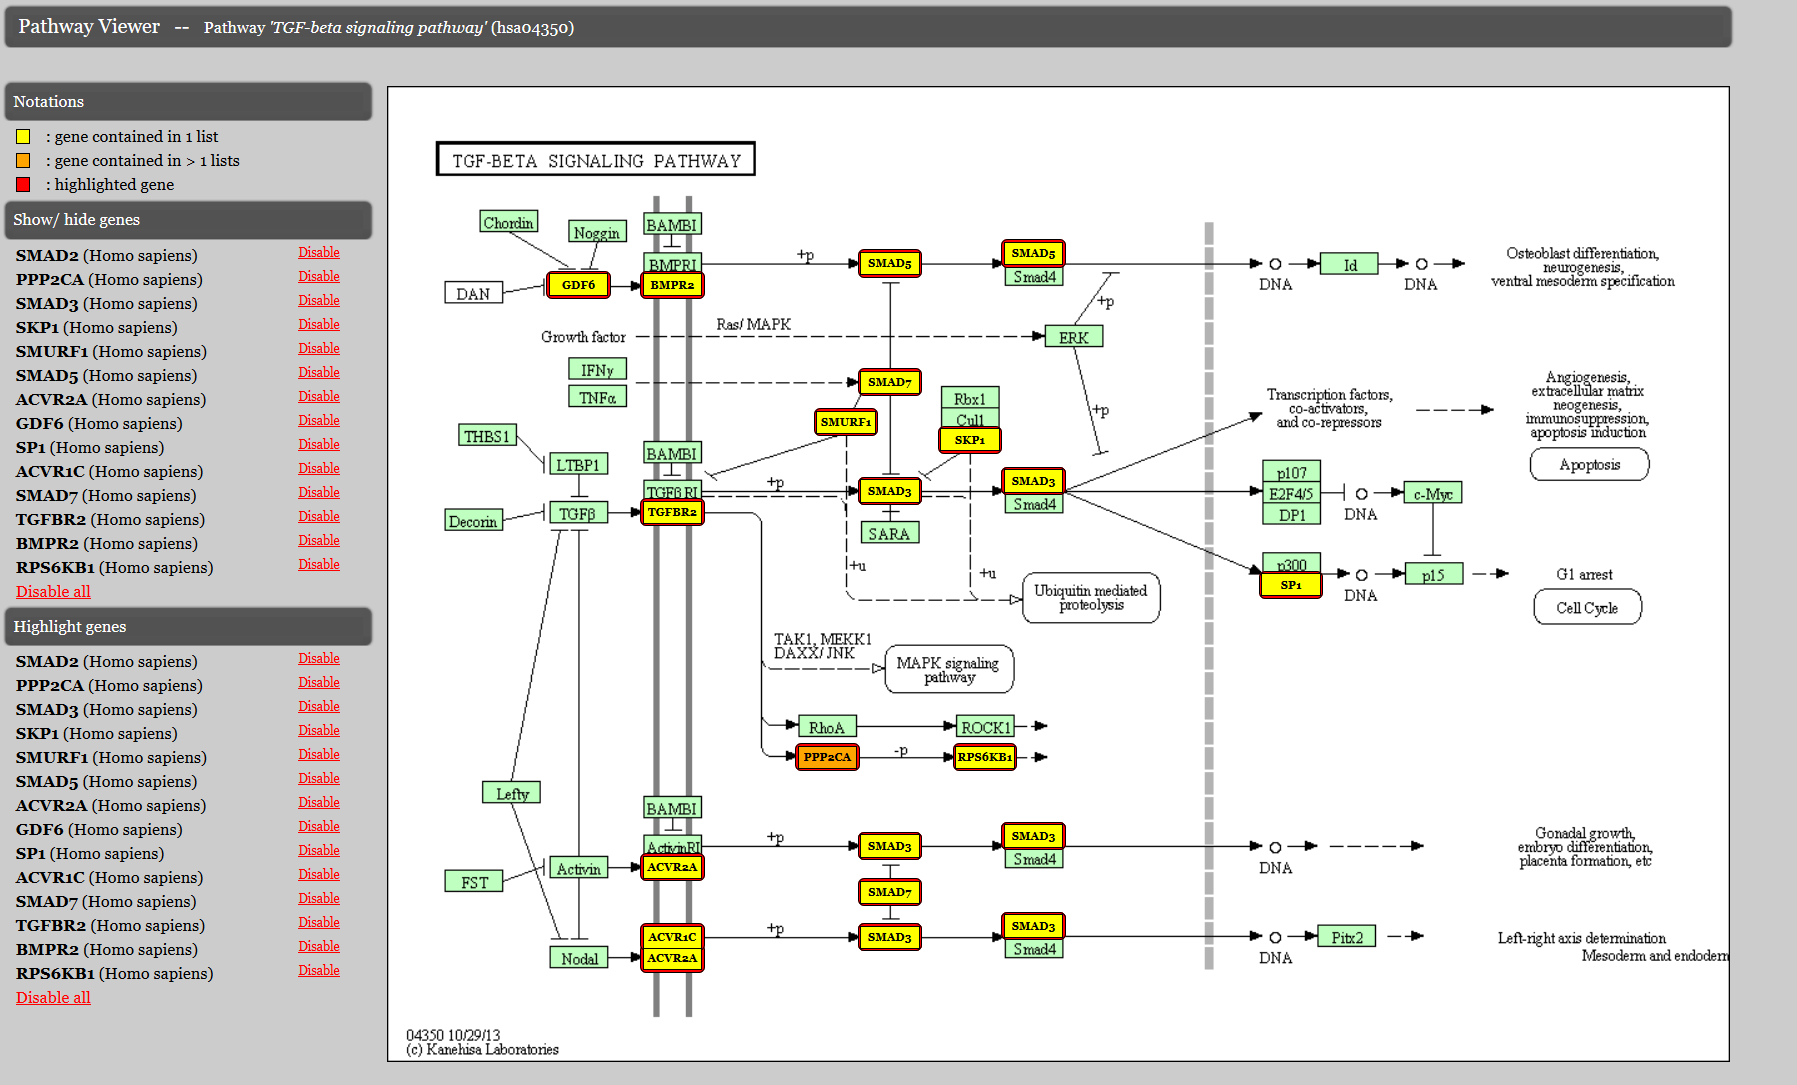 Pathway Viewer -- Pathway 'TGF-beta signaling pathway' (hsa04350)
Notations
: gene contained in 1 list
: gene contained in > 1 lists
: highlighted gene
Show/ hide genes
SMAD2 (Homo sapiens) Disable
PPP2CA (Homo sapiens) Disable
SMAD3 (Homo sapiens) Disable
SKP1 (Homo sapiens) Disable
SMURF1 (Homo sapiens) Disable
SMAD5 (Homo sapiens) Disable
ACVR2A (Homo sapiens) Disable
GDF6 (Homo sapiens) Disable
SP1 (Homo sapiens) Disable
ACVR1C (Homo sapiens) Disable
SMAD7 (Homo sapiens) Disable
TGFBR2 (Homo sapiens) Disable
BMPR2 (Homo sapiens) Disable
RPS6KB1 (Homo sapiens) Disable
Disable all
Highlight genes
SMAD2 (Homo sapiens) Disable
PPP2CA (Homo sapiens) Disable
SMAD3 (Homo sapiens) Disable
SKP1 (Homo sapiens) Disable
SMURF1 (Homo sapiens) Disable
SMAD5 (Homo sapiens) Disable
ACVR2A (Homo sapiens) Disable
GDF6 (Homo sapiens) Disable
SP1 (Homo sapiens) Disable
ACVR1C (Homo sapiens) Disable
SMAD7 (Homo sapiens) Disable
TGFBR2 (Homo sapiens) Disable
BMPR2 (Homo sapiens) Disable
RPS6KB1 (Homo sapiens) Disable
Disable all
TGF-BETA SIGNALING PATHWAY
Chordin
Noggin
BAMBI
BMPRI
DAN
GDF6
BMPR2
+p
SMAD5
SMAD5
Smad4
DNA
Id
DNA
Osteoblast differentiation,
neurogenesis,
ventral mesoderm specification
Growth factor
Ras/ MAPK
ERK
+p
+p
IFNγ
TNFα
SMAD7
SMURF1
Rbx1
Cul1
SKP1
Transcription factors,
co-activators,
and co-repressors
Angiogenesis,
extracellular matrix
neogenesis,
immunosuppression,
apoptosis induction
Apoptosis
THBS1
LTBP1
BAMBI
TGFβ RI
TGFBR2
Decorin
TGFβ
+p
SMAD3
SARA
SMAD3
Smad4
p107
E2F4/5
DP1
DNA
c-Myc
p300
SP1
DNA
p15
G1 arrest
Cell Cycle
+u
+u
Ubiquitin mediated
proteolysis
TAK1, MEKK1
DAXX/ JNK
MAPK signaling
pathway
RhoA
ROCK1
PPP2CA
-p
RPS6KB1
Lefty
BAMBI
ActivinRI
ACVR2A
FST
Activin
+p
SMAD3
SMAD3
Smad4
DNA
Gonadal growth,
embryo differentiation,
placenta formation, etc
SMAD7
Nodal
ACVR1C
ACVR2A
+p
SMAD3
SMAD3
Smad4
DNA
Pitx2
Left-right axis determination
Mesoderm and endoderm
04350 10/29/13
(c) Kanehisa Laboratories